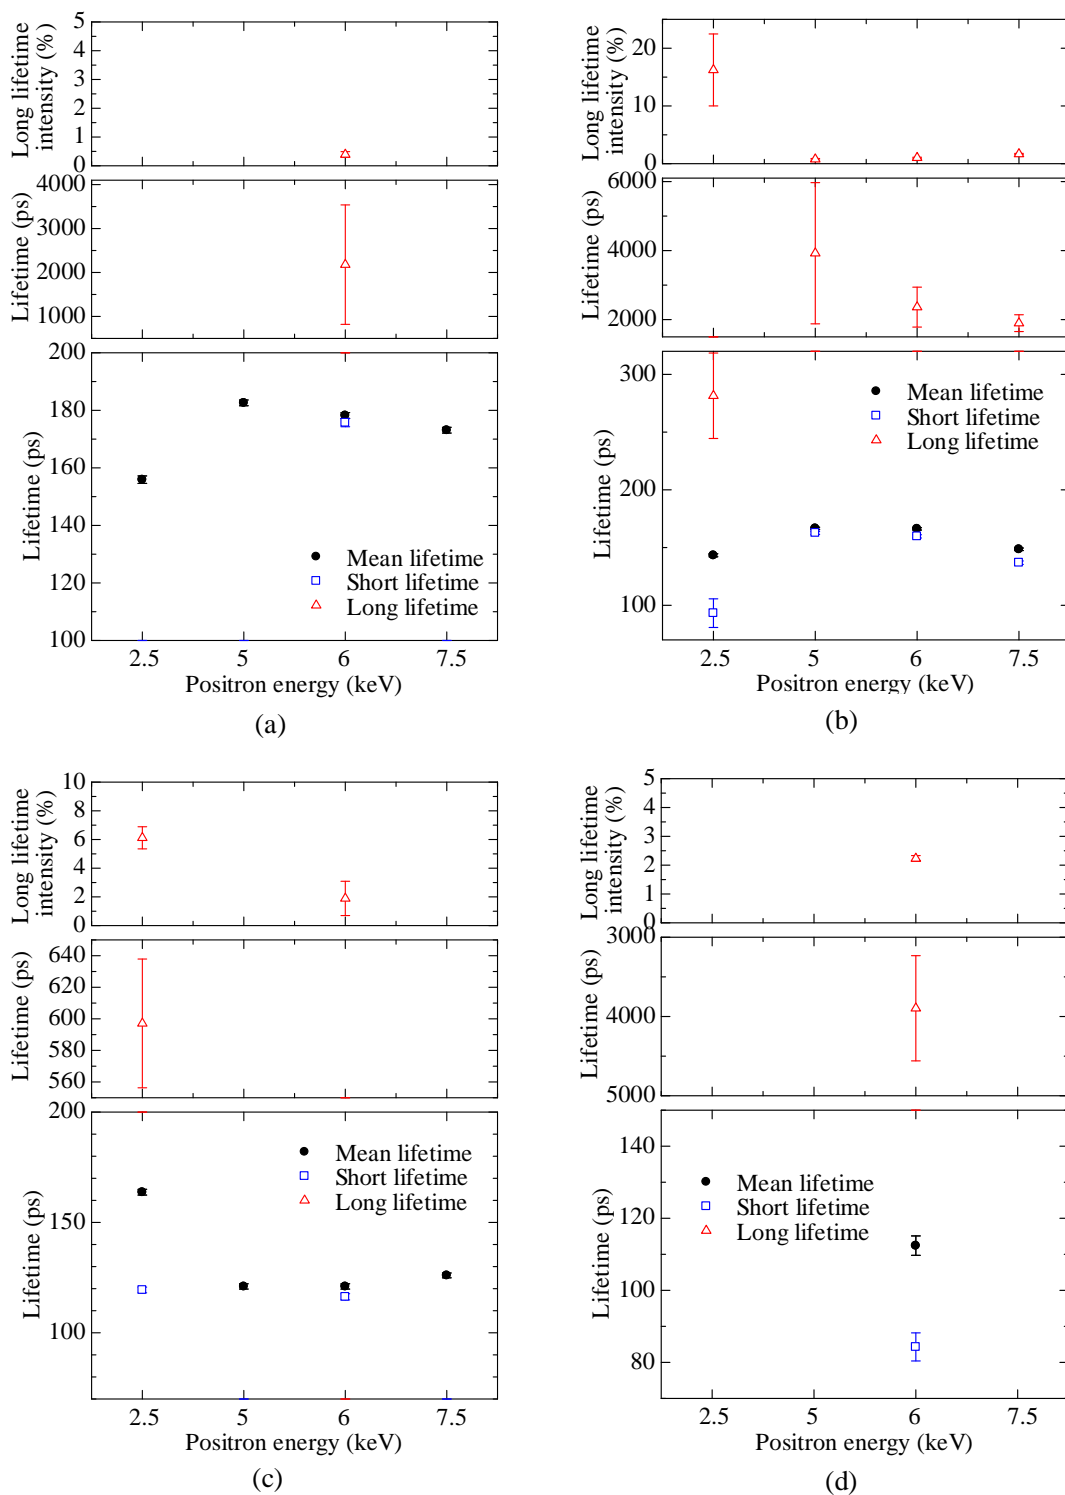 Long lifetime
intensity (%)
5
4
3
2
1
0
Lifetime (ps)
4000
3000
2000
1000
Lifetime (ps)
200
180
160
140
120
100
Mean lifetime
Short lifetime
Long lifetime
2.5 5 6 7.5
Positron energy (keV)
(a)
Long lifetime
intensity (%)
20
10
0
Lifetime (ps)
6000
4000
2000
Lifetime (ps)
300
200
100
Mean lifetime
Short lifetime
Long lifetime
2.5 5 6 7.5
Positron energy (keV)
(b)
Long lifetime
intensity (%)
10
8
6
4
2
0
Lifetime (ps)
640
620
600
580
560
Lifetime (ps)
200
150
100
Mean lifetime
Short lifetime
Long lifetime
2.5 5 6 7.5
Positron energy (keV)
(c)
Long lifetime
intensity (%)
5
4
3
2
1
0
Lifetime (ps)
3000
4000
5000
Lifetime (ps)
140
120
100
80
Mean lifetime
Short lifetime
Long lifetime
2.5 5 6 7.5
Positron energy (keV)
(d)